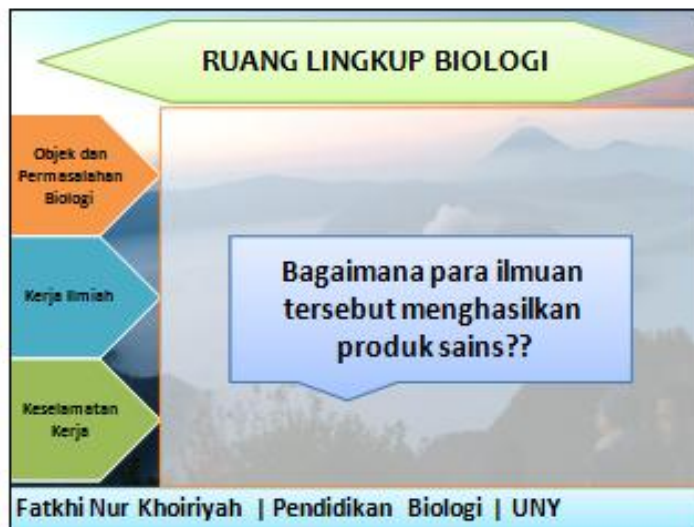 RUANG LINGKUP BIOLOGI
Objek dan
Permasalahan
Biologi
Kerja Ilmiah
Keselamatan
Kerja
Bagaimana para ilmuan
tersebut menghasilkan
produk sains??
Fatkhi Nur Khoiriyah | Pendidikan Biologi | UNY